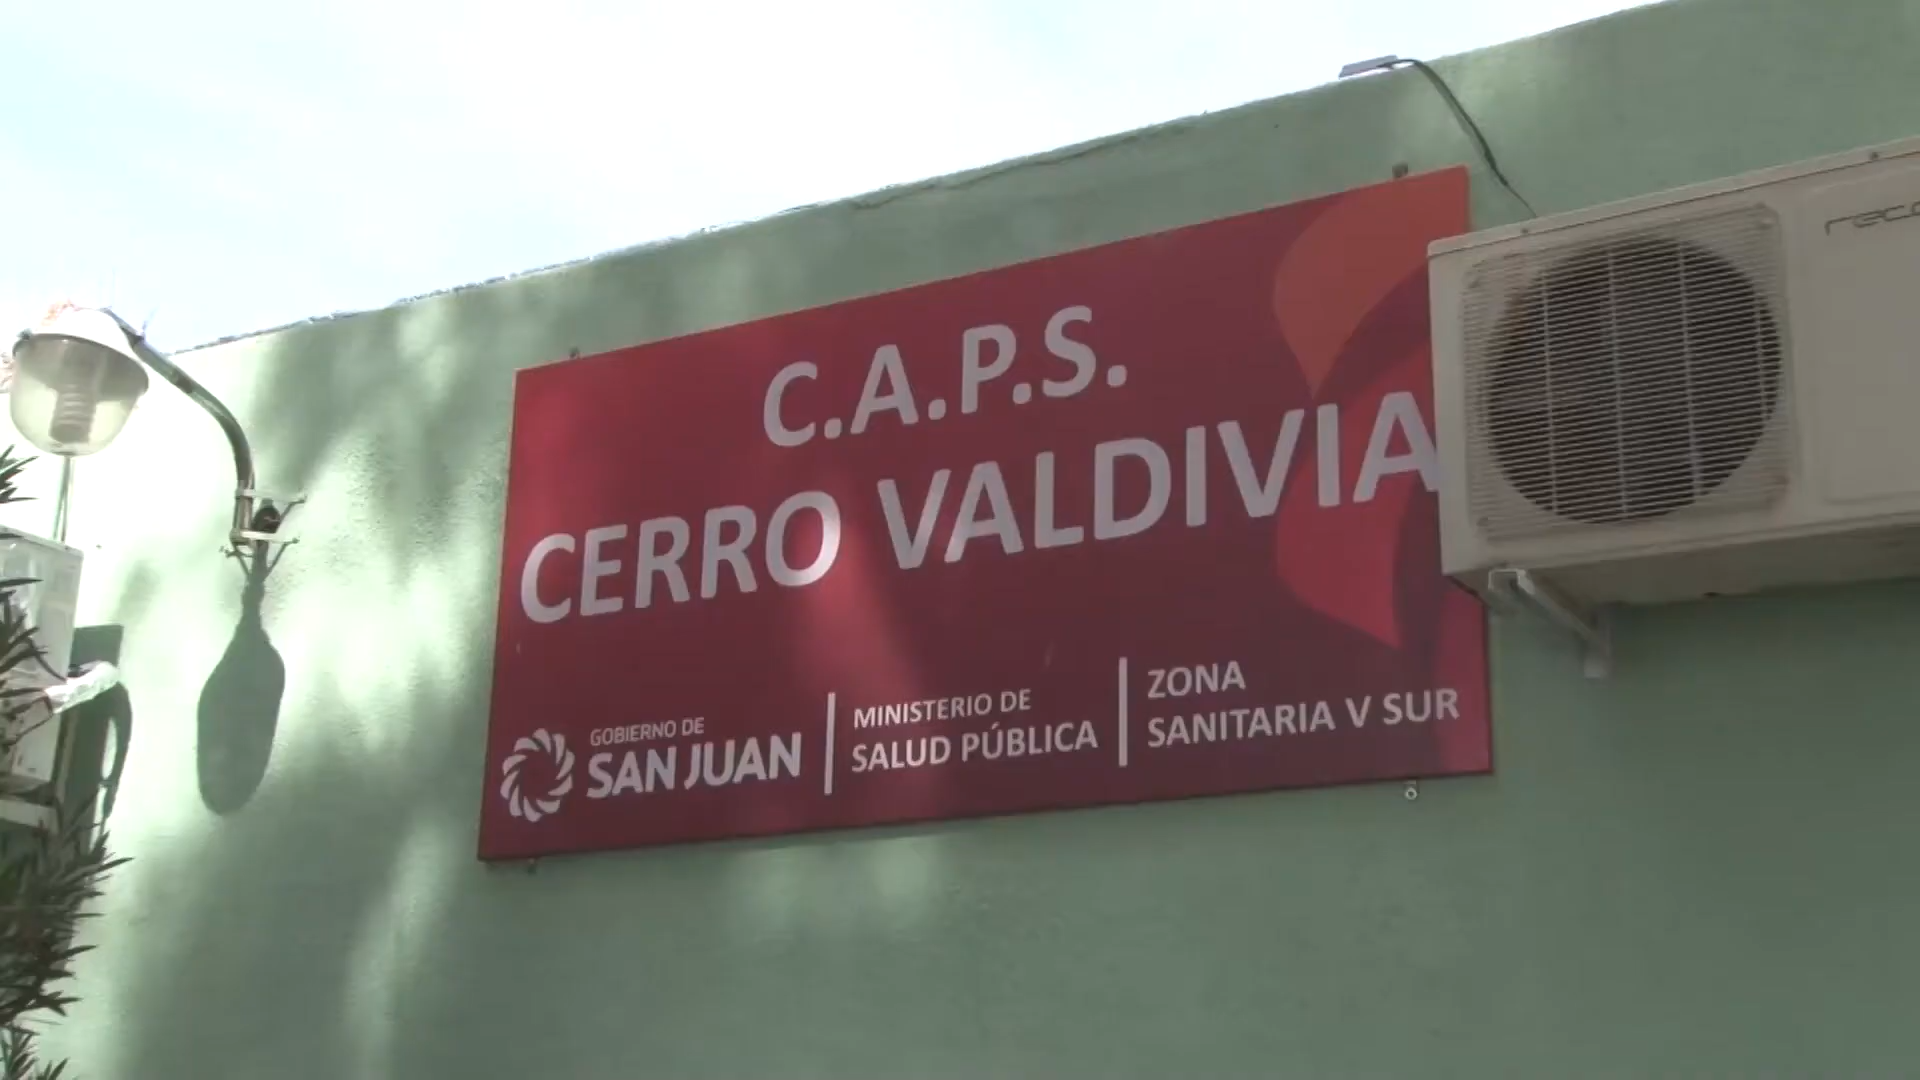 C.A.P.S.
CERRO VALDIVIA
GOBIERNO DE
SAN JUAN
MINISTERIO DE
SALUD PÚBLICA
ZONA
SANITARIA V SUR